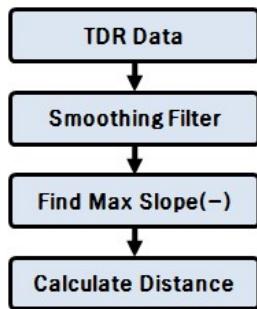 TDR Data
Smoothing Filter
Find Max Slope(-)
Calculate Distance